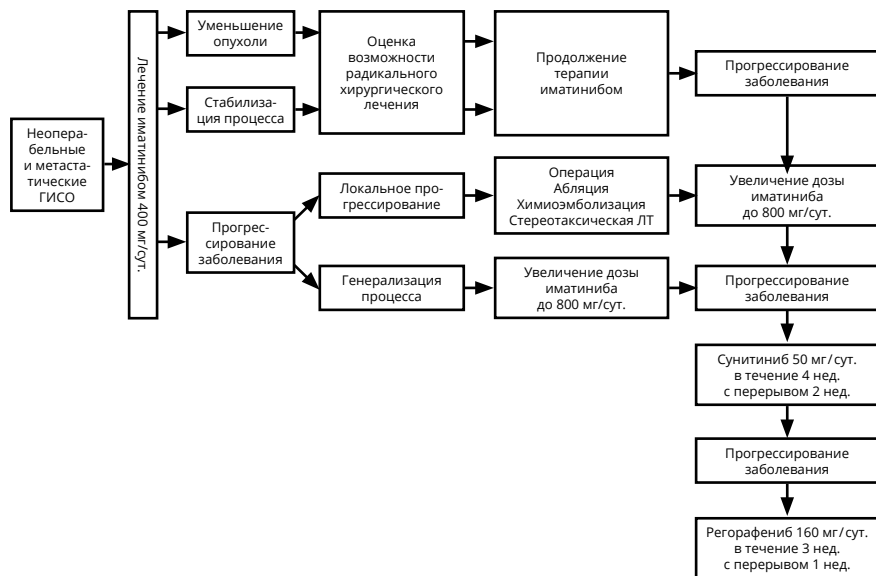 Неопера-
бельные
и метаста-
тические
ГИСО
Лечение иматинибом 400 мг/сут.
Уменьшение
опухоли
Стабилиза-
ция процесса
Прогрес-
сирование
заболевания
Оценка
возможности
радикального
хирургического
лечения
Локальное про-
грессирование
Генерализация
процесса
Продолжение
терапии
иматинибом
Операция
Абляция
Химиоэмболизация
Стереотаксическая ЛТ
Увеличение дозы
иматиниба
до 800 мг/сут.
Прогрессирование
заболевания
Увеличение дозы
иматиниба
до 800 мг/сут.
Прогрессирование
заболевания
Сунитиниб 50 мг/сут.
в течение 4 нед.
с перерывом 2 нед.
Прогрессирование
заболевания
Регорафениб 160 мг/сут.
в течение 3 нед.
с перерывом 1 нед.